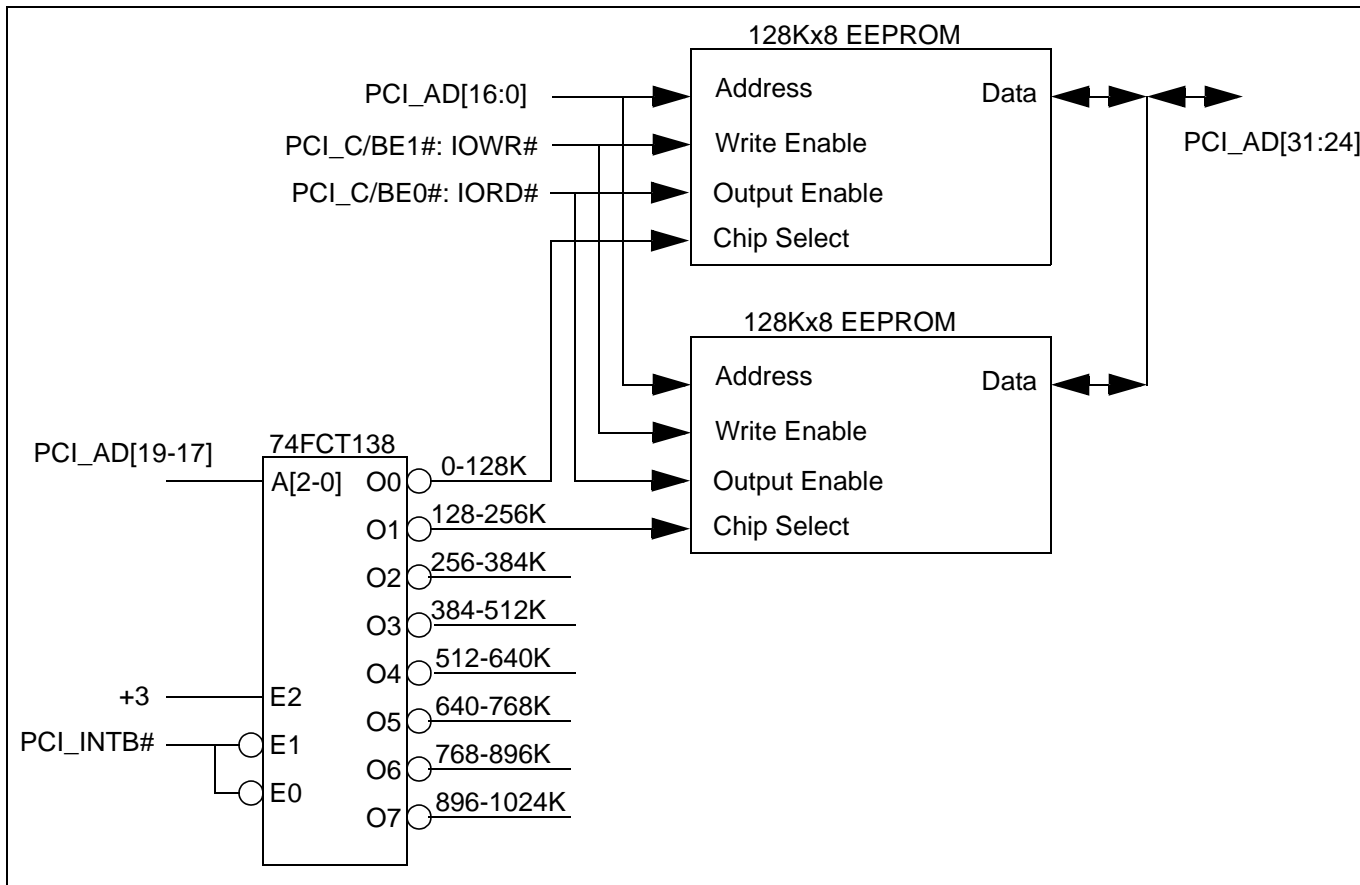 128Kx8 EEPROM
PCI_AD[16:0]
Address
Data
PCI_C/BE1#: IOWR#
Write Enable
PCI_AD[31:24]
PCI_C/BE0#: IORD#
Output Enable
Chip Select
128Kx8 EEPROM
Address
Data
Write Enable
Output Enable
Chip Select
74FCT138
PCI_AD[19-17]
A[2-0]
O0
0-128K
O1
128-256K
O2
256-384K
O3
384-512K
O4
512-640K
+3
E2
O5
640-768K
PCI_INTB#
E1
O6
768-896K
E0
O7
896-1024K